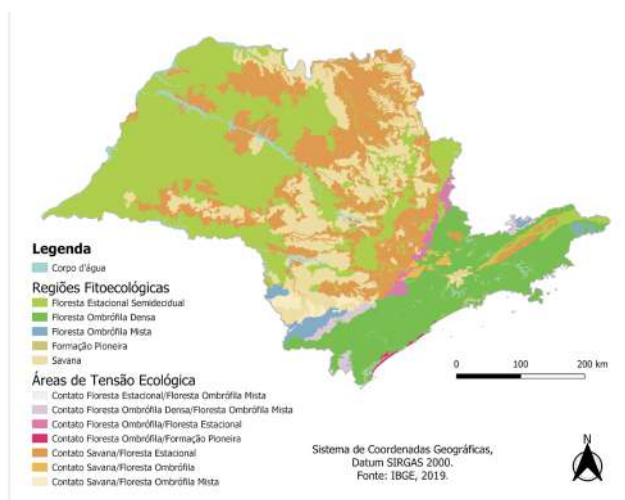 Legenda
Corpo d'água
Regiões Fitoecológicas
Floresta Estacional Semidecidual
Floresta Ombrófila Densa
Floresta Ombrófila Mista
Formação Pioneira
Savana
Áreas de Tensão Ecológica
Contato Floresta Estacional/Floresta Ombrófila Mista
Contato Floresta Ombrófila Densa/Floresta Ombrófila Mista
Contato Floresta Ombrófila/Floresta Estacional
Contato Floresta Ombrófila/Formação Pioneira
Contato Savana/Floresta Estacional
Contato Savana/Floresta Ombrófila
Contato Savana/Floresta Ombrófila Mista
0 100 200 km
Sistema de Coordenadas Geográficas,
Datum SIRGAS 2000.
Fonte: IBGE, 2019.
N